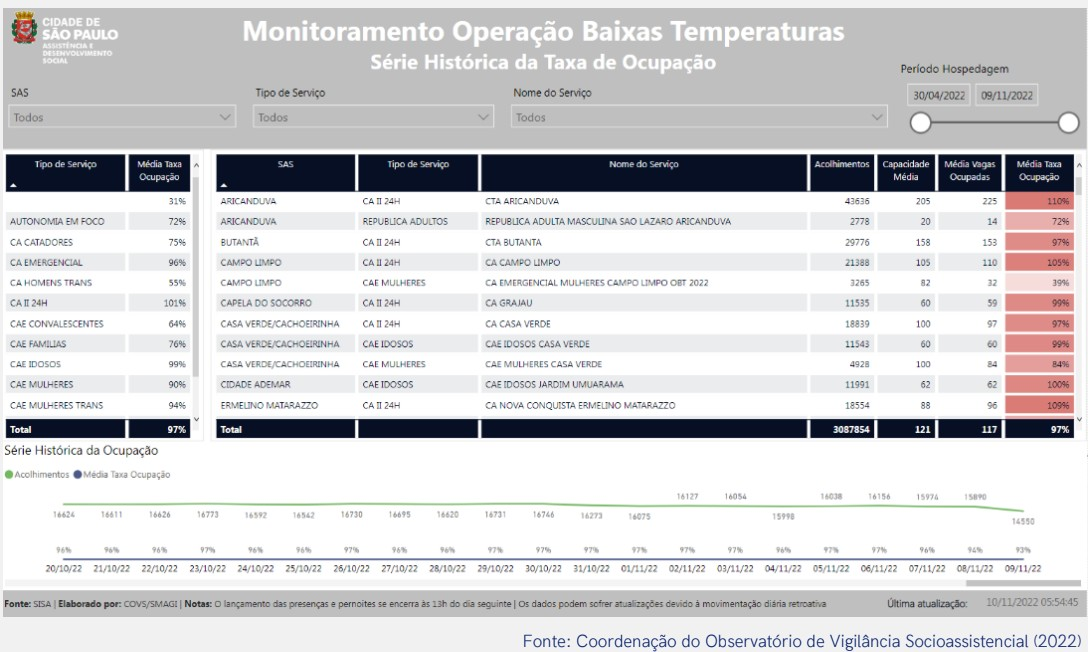 CIDADE DE
SÃO PAULO
ASSISTÊNCIA E
DESENVOLVIMENTO
SOCIAL
Monitoramento Operação Baixas Temperaturas
Série Histórica da Taxa de Ocupação
Período Hospedagem
30/04/2022 09/11/2022
SAS Tipo de Serviço Nome do Serviço
Todos Todos Todos
Tipo de Serviço Média Taxa Ocupação
31%
AUTONOMIA EM FOCO 72%
CA CATADORES 75%
CA EMERGENCIAL 96%
CA HOMENS TRANS 55%
CA II 24H 101%
CAE CONVALESCENTES 64%
CAE FAMILIAS 76%
CAE IDOSOS 99%
CAE MULHERES 90%
CAE MULHERES TRANS 94%
Total 97%
SAS Tipo de Serviço Nome do Serviço Acolhimentos Capacidade Média Média Vagas Ocupadas Média Taxa Ocupação
ARICANDUVA CA II 24H CTA ARICANDUVA 43636 205 225 110%
ARICANDUVA REPUBLICA ADULTOS REPUBLICA ADULTA MASCULINA SAO LAZARO ARICANDUVA 2778 20 14 72%
BUTANTÃ CA II 24H CTA BUTANTA 29776 158 153 97%
CAMPO LIMPO CA II 24H CA CAMPO LIMPO 21388 105 110 105%
CAMPO LIMPO CAE MULHERES CA EMERGENCIAL MULHERES CAMPO LIMPO OBT 2022 3265 82 32 39%
CAPELA DO SOCORRO CA II 24H CA GRAJAU 11535 60 59 99%
CASA VERDE/CACHOEIRINHA CA II 24H CA CASA VERDE 18839 100 97 97%
CASA VERDE/CACHOEIRINHA CAE IDOSOS CAE IDOSOS CASA VERDE 11543 60 60 99%
CASA VERDE/CACHOEIRINHA CAE MULHERES CAE MULHERES CASA VERDE 4928 100 84 84%
CIDADE ADEMAR CAE IDOSOS CAE IDOSOS JARDIM UMUARAMA 11991 62 62 100%
ERMELINO MATARAZZO CA II 24H CA NOVA CONQUISTA ERMELINO MATARAZZO 18554 88 96 109%
Total 3087854 121 117 97%
Série Histórica da Ocupação
Acolhimentos Média Taxa Ocupação
16624 16611 16626 16773 16592 16542 16730 16695 16620 16731 16746 16273 16075 16127 16054 15998 16038 16156 15974 15890 14550
96% 96% 96% 97% 96% 96% 97% 96% 96% 97% 97% 97% 97% 97% 97% 96% 97% 97% 96% 94% 93%
20/10/22 21/10/22 22/10/22 23/10/22 24/10/22 25/10/22 26/10/22 27/10/22 28/10/22 29/10/22 30/10/22 31/10/22 01/11/22 02/11/22 03/11/22 04/11/22 05/11/22 06/11/22 07/11/22 08/11/22 09/11/22
Fonte: SISA | Elaborado por: COVS/SMAGI | Notas: O lançamento das presenças e pernoites se encerra às 13h do dia seguinte | Os dados podem sofrer atualizações devido à movimentação diária retroativa Última atualização: 10/11/2022 05:54:45
Fonte: Coordenação do Observatório de Vigilância Socioassistencial (2022)